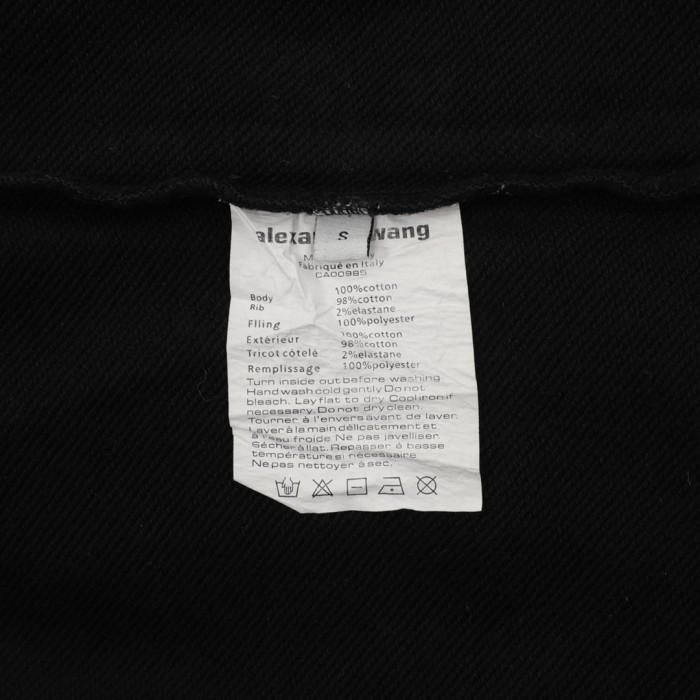 alexa wang
S
Fabriqué en Italy
CA00985
Body 100%cotton
Rib 98%cotton
2%elastane
Flling 100%polyester
Extérieur 100%cotton
98%cotton
Tricot côtelé 2%elastane
Remplissage 100%polyester
Turn inside out before washing
Hand wash cold gently Do not
bleach. Lay flat to dry. Cool iron if
necessary. Do not dry clean.
Tourner à l'envers avant de laver.
Laver à la main délicatement et
à l'eau froide Ne pas javelliser.
Sécher à llat. Repasser à basse
température si nécessaire
Ne pas nettoyer à sec.